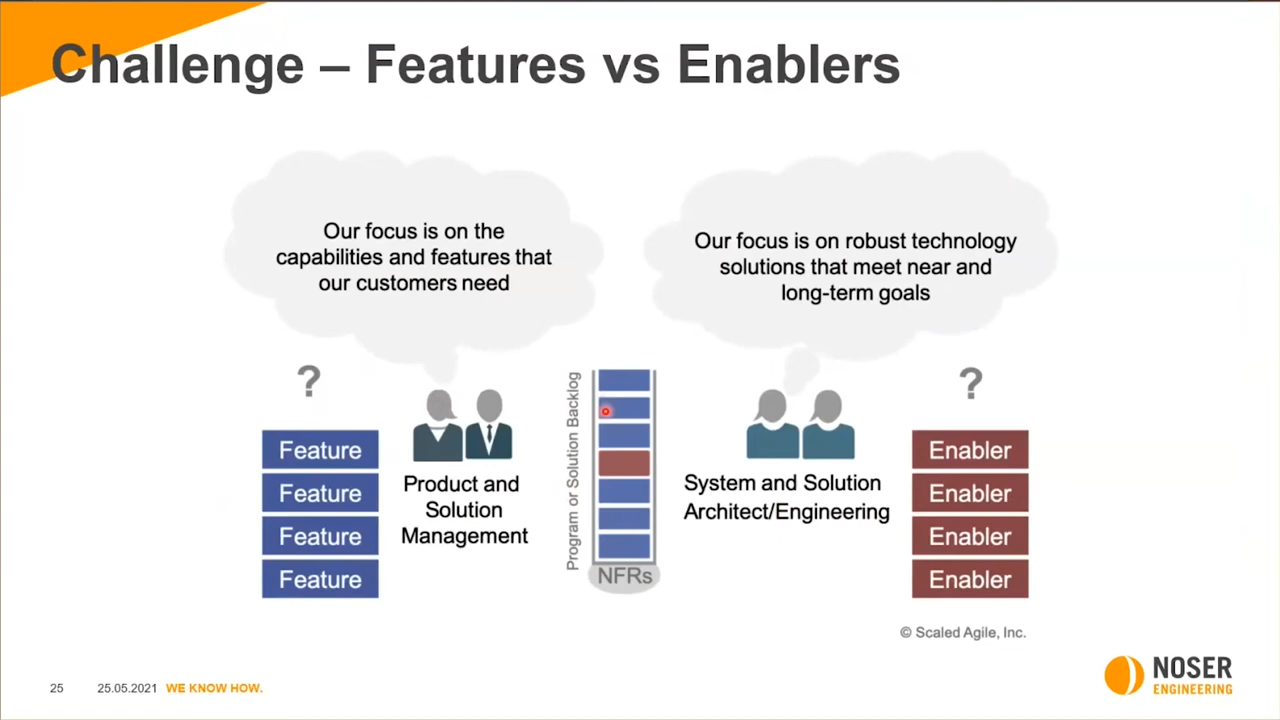 Challenge – Features vs Enablers
Our focus is on the
capabilities and features that
our customers need
Our focus is on robust technology
solutions that meet near and
long-term goals
?
?
Feature
Feature
Feature
Feature
Product and
Solution
Management
Program or Solution Backlog
NFRs
System and Solution
Architect/Engineering
Enabler
Enabler
Enabler
Enabler
© Scaled Agile, Inc.
25 25.05.2021 WE KNOW HOW.
NOSER
ENGINEERING